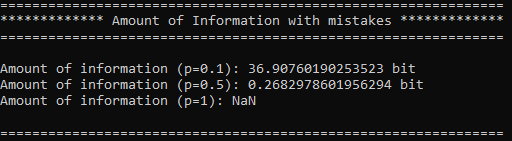 ===============================================================
************* Amount of Information with mistakes *************
===============================================================
Amount of information (p=0.1): 36.90760190253523 bit
Amount of information (p=0.5): 0.2682978601956294 bit
Amount of information (p=1): NaN
===============================================================